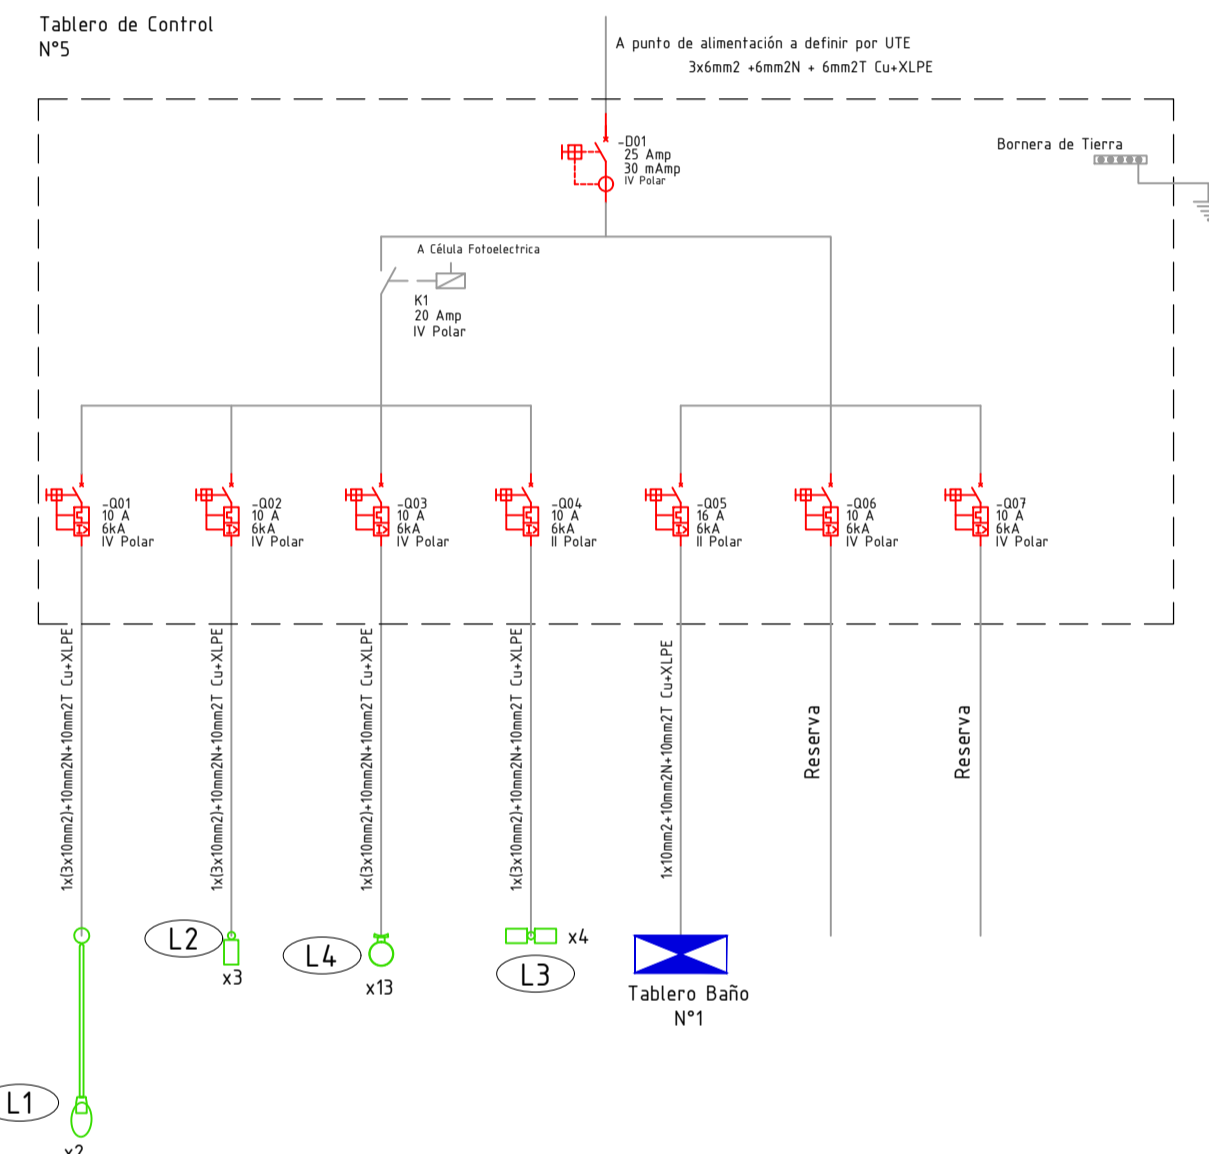 Tablero de Control
N°5
A punto de alimentación a definir por UTE
3x6mm2 +6mm2N + 6mm2T Cu+XLPE
-D01
25 Amp
30 mAmp
IV Polar
Bornera de Tierra
A Célula Fotoelectrica
K1
20 Amp
IV Polar
-Q01
10 A
6kA
IV Polar
-Q02
10 A
6kA
IV Polar
-Q03
10 A
6kA
IV Polar
-Q04
10 A
6kA
II Polar
-Q05
16 A
6kA
II Polar
-Q06
10 A
6kA
IV Polar
-Q07
10 A
6kA
IV Polar
1x(3x10mm2)+10mm2N+10mm2T Cu+XLPE
1x(3x10mm2)+10mm2N+10mm2T Cu+XLPE
1x(3x10mm2)+10mm2N+10mm2T Cu+XLPE
1x(3x10mm2)+10mm2N+10mm2T Cu+XLPE
1x10mm2+10mm2N+10mm2T Cu+XLPE
Reserva
Reserva
L2
x3
L4
x13
x4
L3
Tablero Baño
N°1
L1
x2